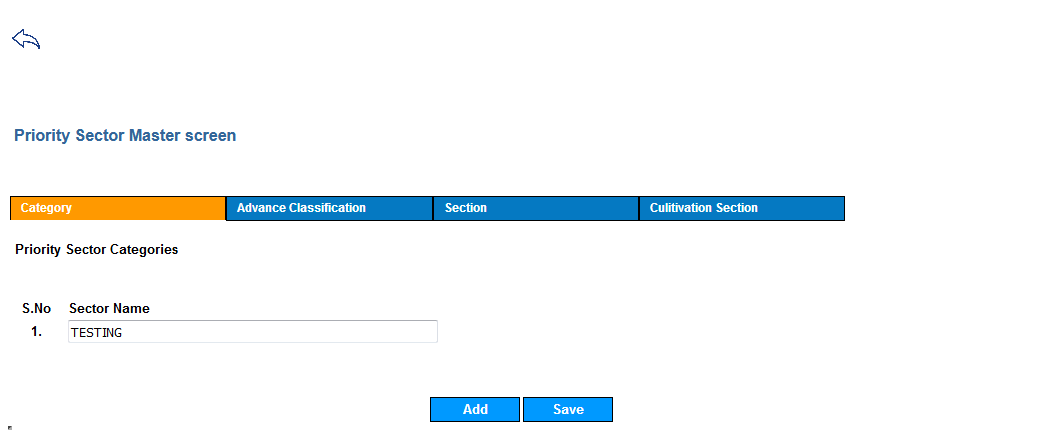 Priority Sector Master screen
Category Advance Classification Section Culitivation Section
Priority Sector Categories
S.No Sector Name
1. TESTING
Add Save